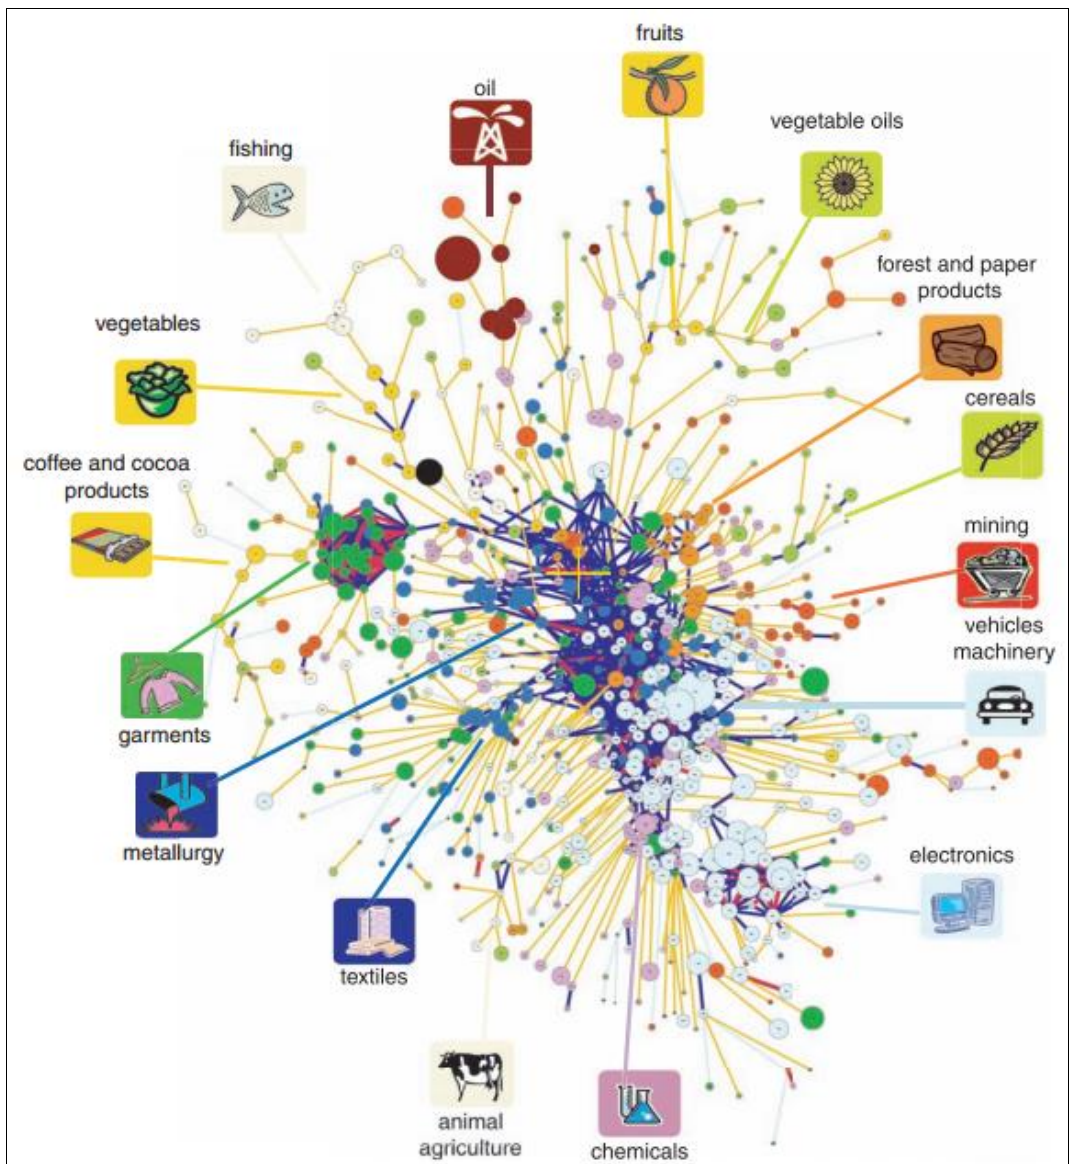 fruits
oil
vegetable oils
fishing
forest and paper
products
vegetables
cereals
coffee and cocoa
products
mining
vehicles
machinery
garments
metallurgy
electronics
textiles
animal
agriculture
chemicals